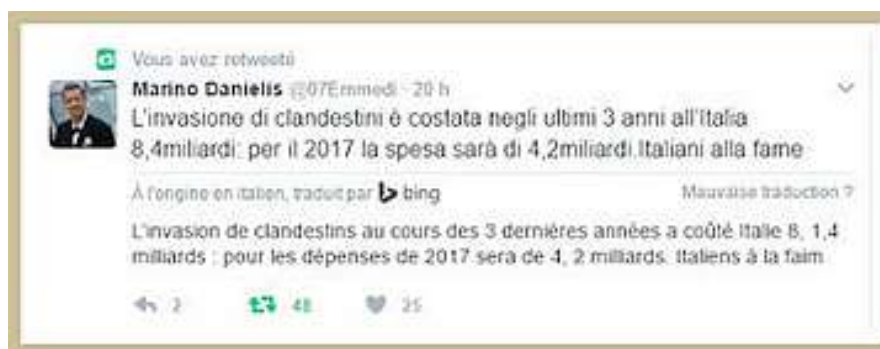 Vous avez retweeté
Marino Danielis @07Emmedi · 20 h
L'invasione di clandestini è costata negli ultimi 3 anni all'Italia
8,4miliardi: per il 2017 la spesa sarà di 4,2miliardi.Italiani alla fame
À l'origine en italien, traduit par bing
Mauvaise traduction ?
L'invasion de clandestins au cours des 3 dernières années a coûté Italie 8, 1,4
milliards : pour les dépenses de 2017 sera de 4, 2 milliards. Italiens à la faim
2 48 25